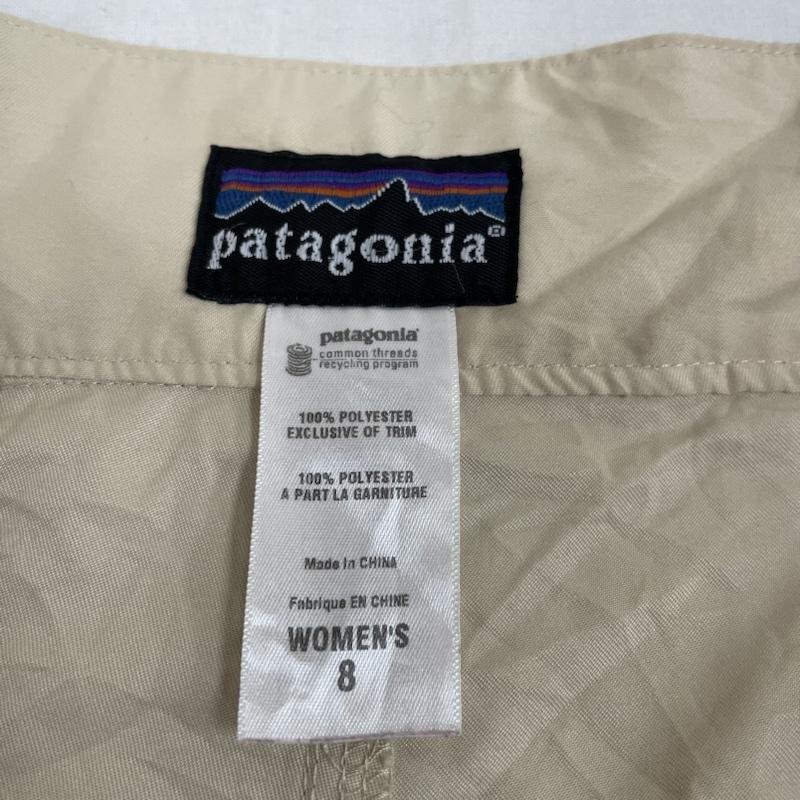 patagonia®
patagonia®
common threads
recycling program
100% POLYESTER
EXCLUSIVE OF TRIM
100% POLYESTER
A PART LA GARNITURE
Made In CHINA
Fabrique EN CHINE
WOMEN'S
8